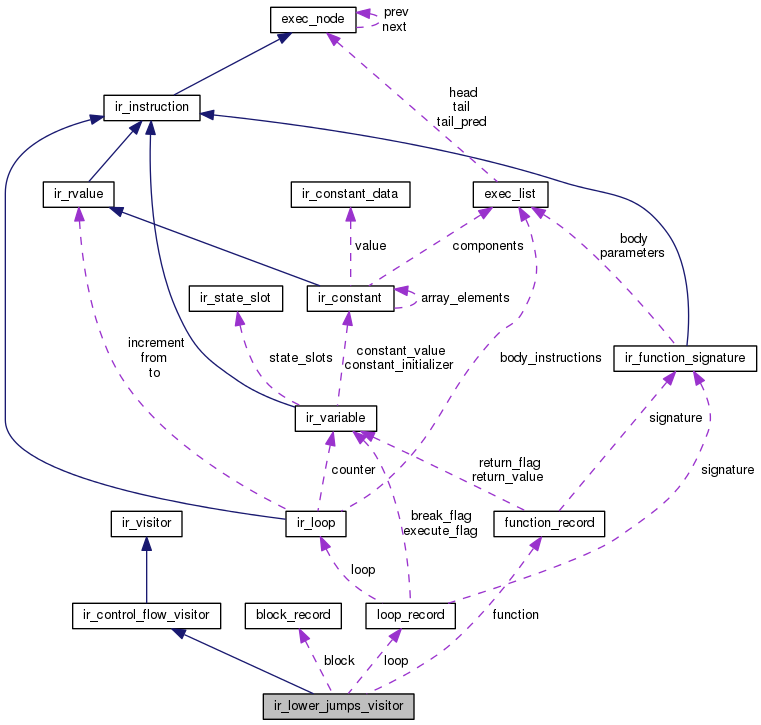 exec_node
prev
next
head
tail
tail_pred
ir_instruction
ir_rvalue
ir_constant_data
exec_list
value
components
body
parameters
ir_state_slot
ir_constant
array_elements
increment
from
to
state_slots
constant_value
constant_initializer
body_instructions
ir_function_signature
ir_variable
signature
counter
return_flag
return_value
signature
ir_visitor
ir_loop
break_flag
execute_flag
function_record
loop
ir_control_flow_visitor
block_record
loop_record
function
block
loop
ir_lower_jumps_visitor